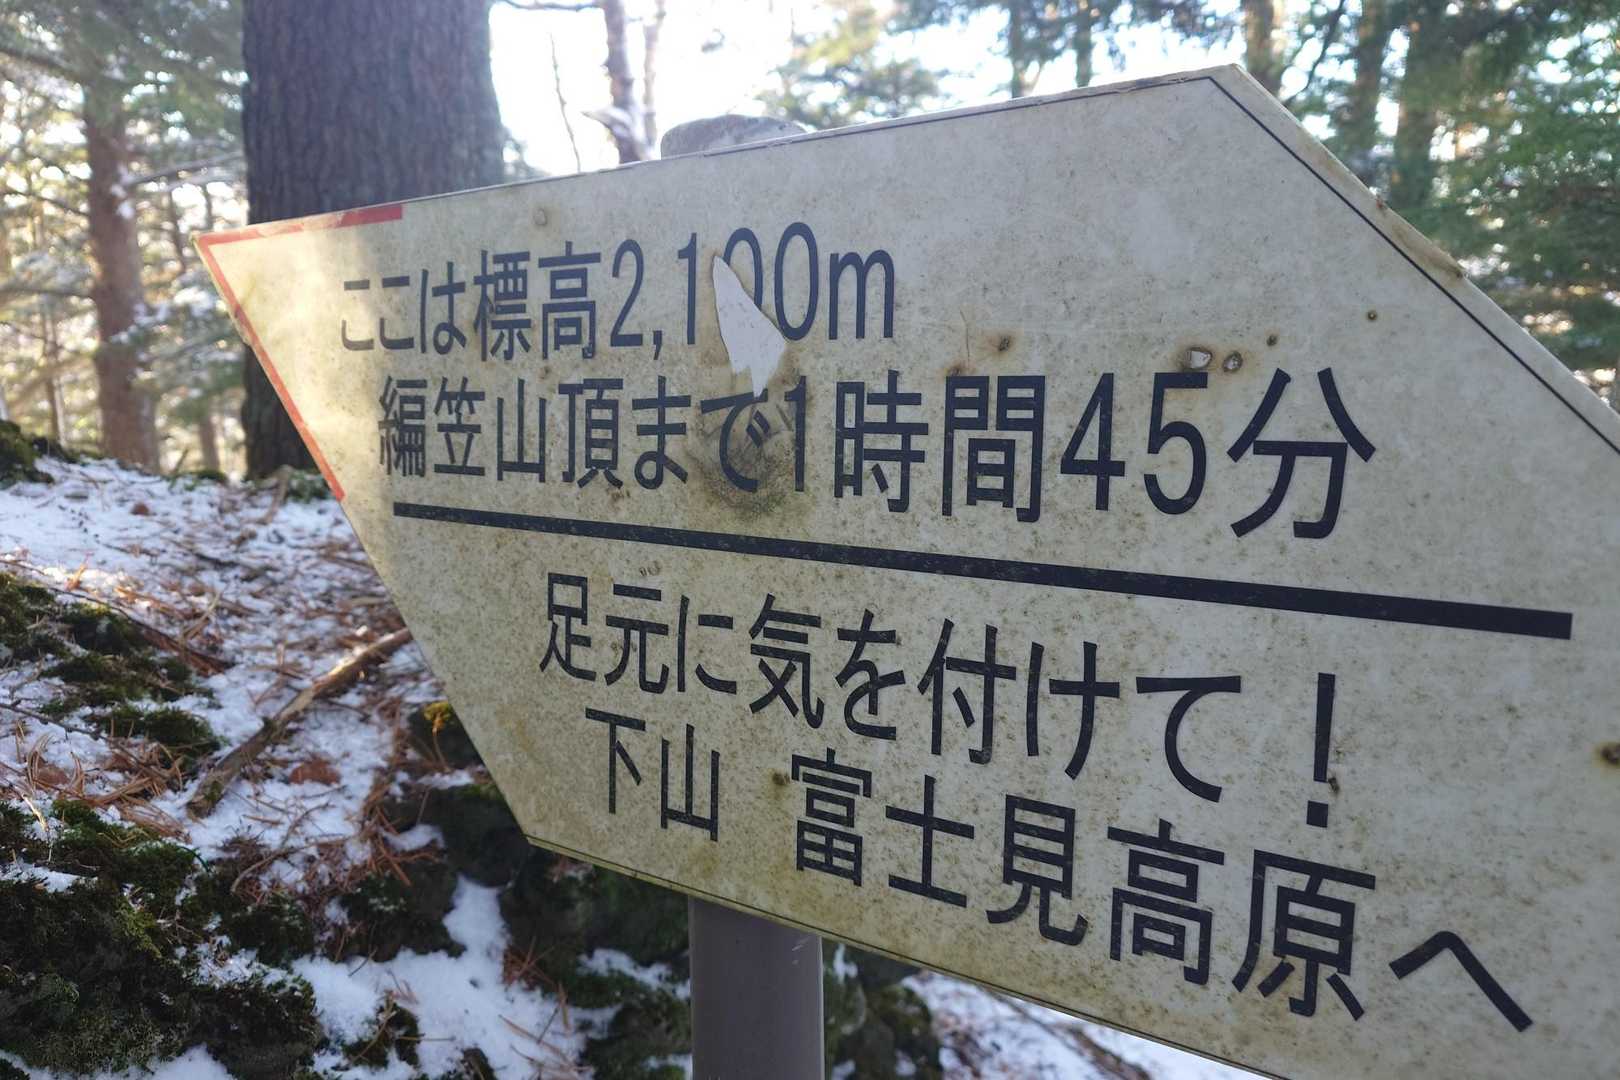 ここは標高2,100m
編笠山頂まで1時間45分
足元に気を付けて!
下山 富士見高原へ